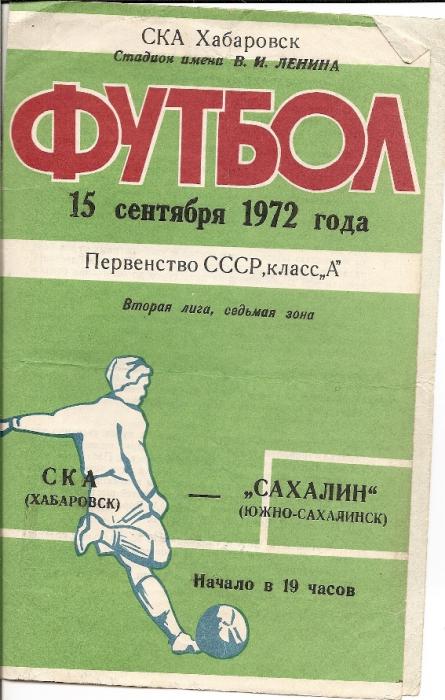 СКА Хабаровск
Стадион имени В. И. ЛЕНИНА
ФУТБОЛ
15 сентября 1972 года
Первенство СССР, класс „А"
Вторая лига, седьмая зона
СКА — „САХАЛИН"
(ХАБАРОВСК) (ЮЖНО-САХАЛИНСК)
Начало в 19 часов